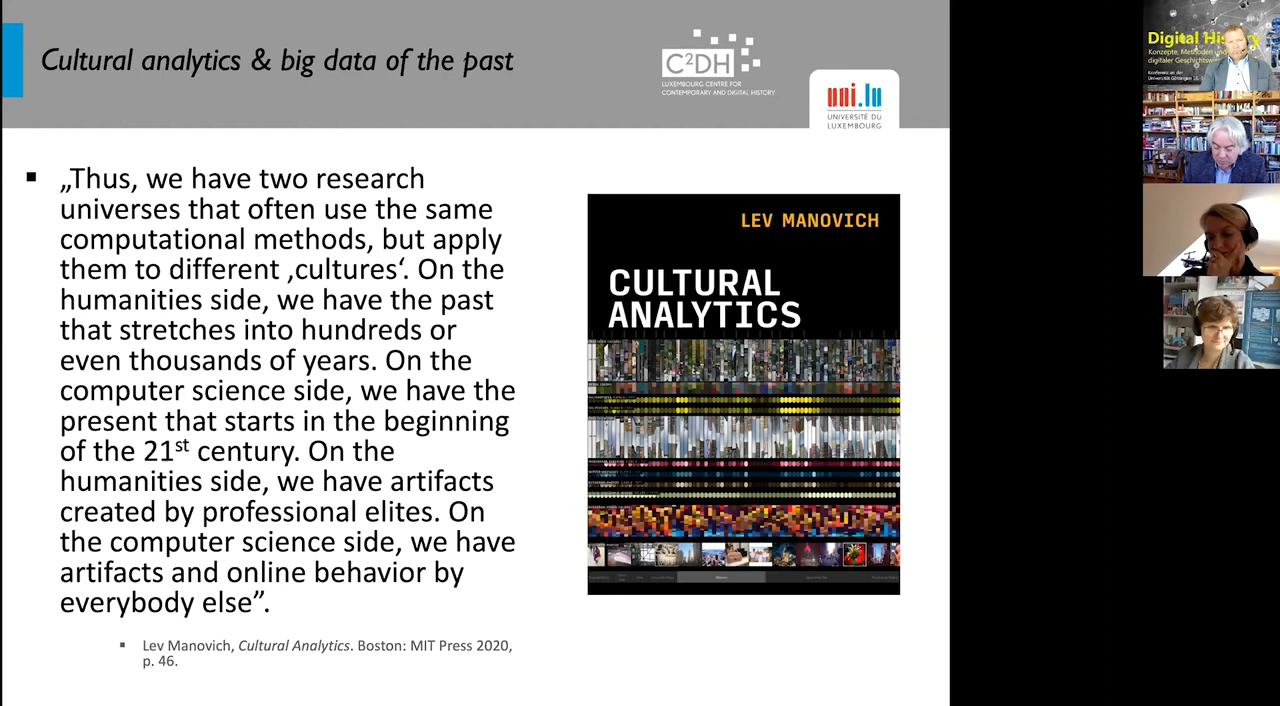 Cultural analytics & big data of the past
C²DH
LUXEMBOURG CENTRE FOR
CONTEMPORARY AND DIGITAL HISTORY
uni.lu
UNIVERSITÉ DU
LUXEMBOURG
„Thus, we have two research
universes that often use the same
computational methods, but apply
them to different ‚cultures‘. On the
humanities side, we have the past
that stretches into hundreds or
even thousands of years. On the
computer science side, we have the
present that starts in the beginning
of the 21st century. On the
humanities side, we have artifacts
created by professional elites. On
the computer science side, we have
artifacts and online behavior by
everybody else”.
Lev Manovich, Cultural Analytics. Boston: MIT Press 2020,
p. 46.
LEV MANOVICH
CULTURAL
ANALYTICS
Digital
Konzepte, Methoden und
digitaler
Konferenz an der
Universität Göttingen